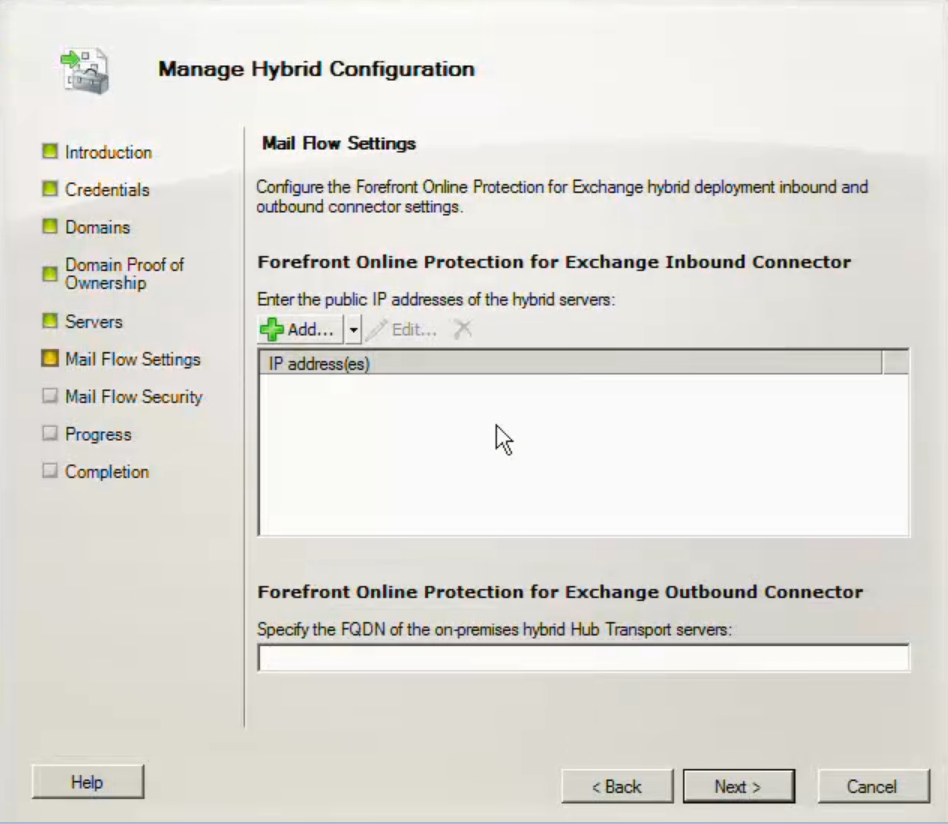 Manage Hybrid Configuration
Introduction
Credentials
Domains
Domain Proof of
Ownership
Servers
Mail Flow Settings
Mail Flow Security
Progress
Completion
Mail Flow Settings
Configure the Forefront Online Protection for Exchange hybrid deployment inbound and
outbound connector settings.
Forefront Online Protection for Exchange Inbound Connector
Enter the public IP addresses of the hybrid servers:
Add... Edit...
IP address(es)
Forefront Online Protection for Exchange Outbound Connector
Specify the FQDN of the on-premises hybrid Hub Transport servers:
Help < Back Next > Cancel